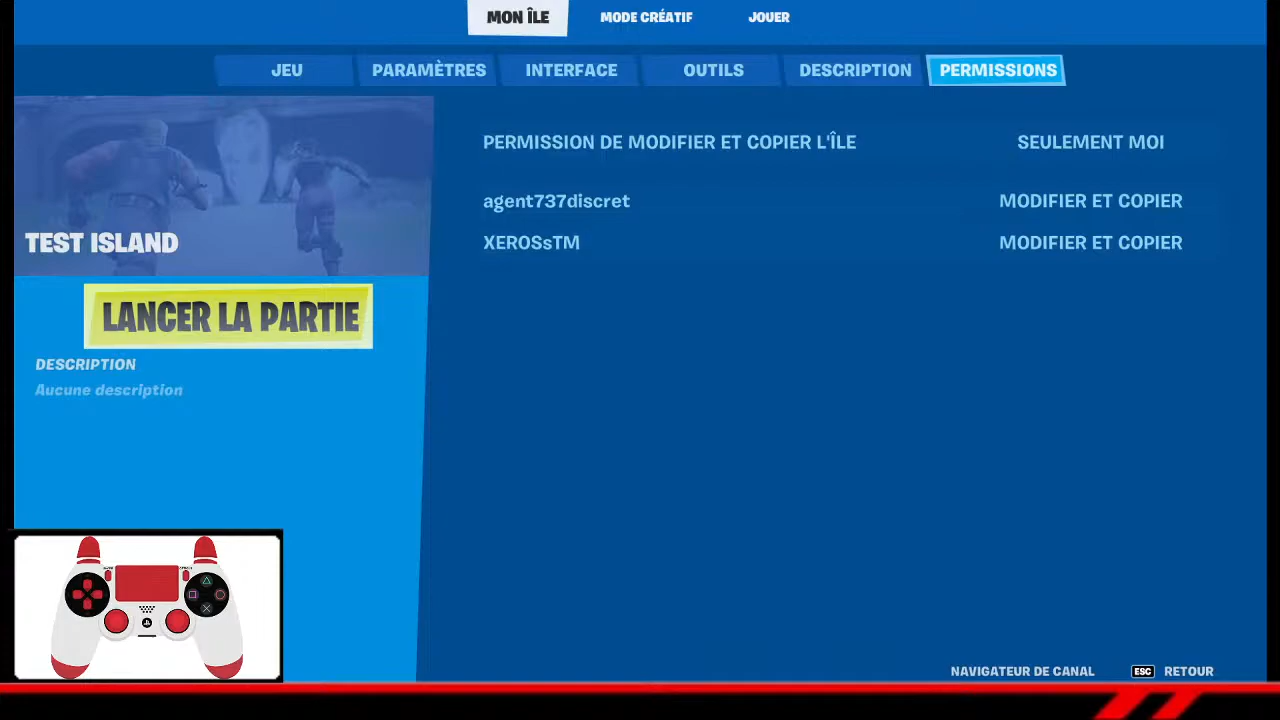 MON ÎLE
MODE CRÉATIF
JOUER
JEU
PARAMÈTRES
INTERFACE
OUTILS
DESCRIPTION
PERMISSIONS
TEST ISLAND
LANCER LA PARTIE
DESCRIPTION
Aucune description
PERMISSION DE MODIFIER ET COPIER L'ÎLE
SEULEMENT MOI
agent737discret
MODIFIER ET COPIER
XEROSsTM
MODIFIER ET COPIER
NAVIGATEUR DE CANAL
ESC RETOUR